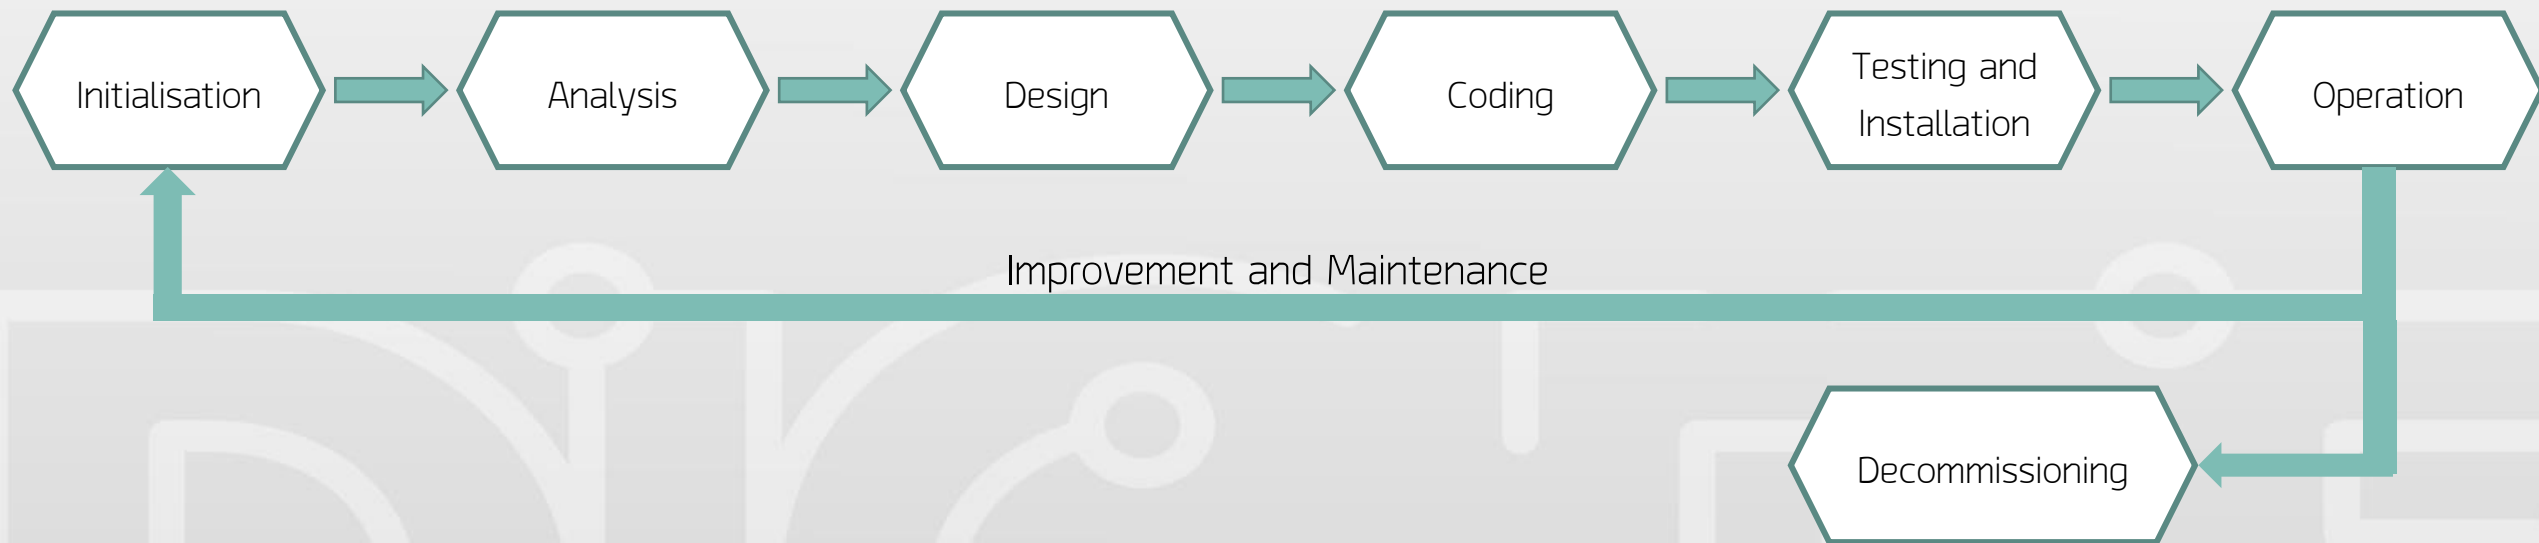 Initialisation
Analysis
Design
Coding
Testing and
Installation
Operation
Improvement and Maintenance
Decommissioning